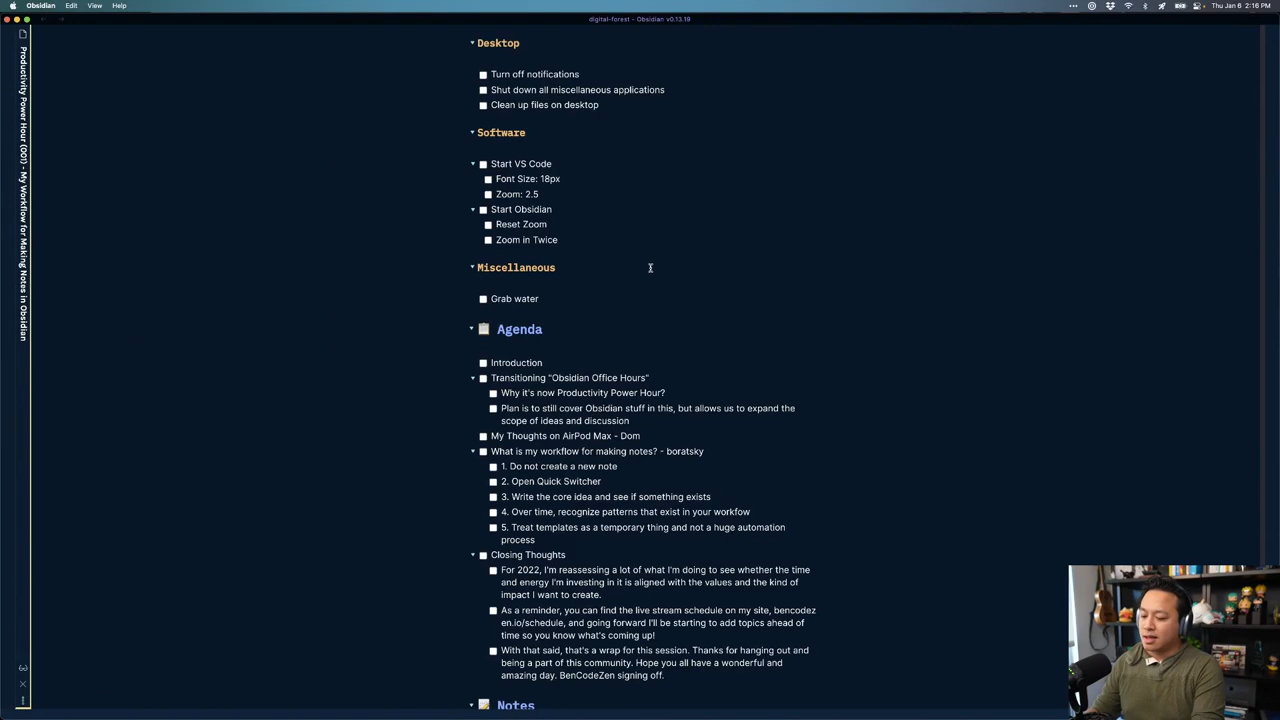 Obsidian Edit View Help
Thu Jan 6 2:16 PM
digital-forest - Obsidian v0.13.19
Productivity Power Hour (001) - My Workflow for Making Notes in Obsidian
Desktop
Turn off notifications
Shut down all miscellaneous applications
Clean up files on desktop
Software
Start VS Code
Font Size: 18px
Zoom: 2.5
Start Obsidian
Reset Zoom
Zoom in Twice
Miscellaneous
Grab water
Agenda
Introduction
Transitioning "Obsidian Office Hours"
Why it's now Productivity Power Hour?
Plan is to still cover Obsidian stuff in this, but allows us to expand the
scope of ideas and discussion
My Thoughts on AirPod Max - Dom
What is my workflow for making notes? - boratsky
1. Do not create a new note
2. Open Quick Switcher
3. Write the core idea and see if something exists
4. Over time, recognize patterns that exist in your workfow
5. Treat templates as a temporary thing and not a huge automation
process
Closing Thoughts
For 2022, I'm reassessing a lot of what I'm doing to see whether the time
and energy I'm investing in it is aligned with the values and the kind of
impact I want to create.
As a reminder, you can find the live stream schedule on my site, bencodez
en.io/schedule, and going forward I'll be starting to add topics ahead of
time so you know what's coming up!
With that said, that's a wrap for this session. Thanks for hanging out and
being a part of this community. Hope you all have a wonderful and
amazing day. BenCodeZen signing off.
Notes